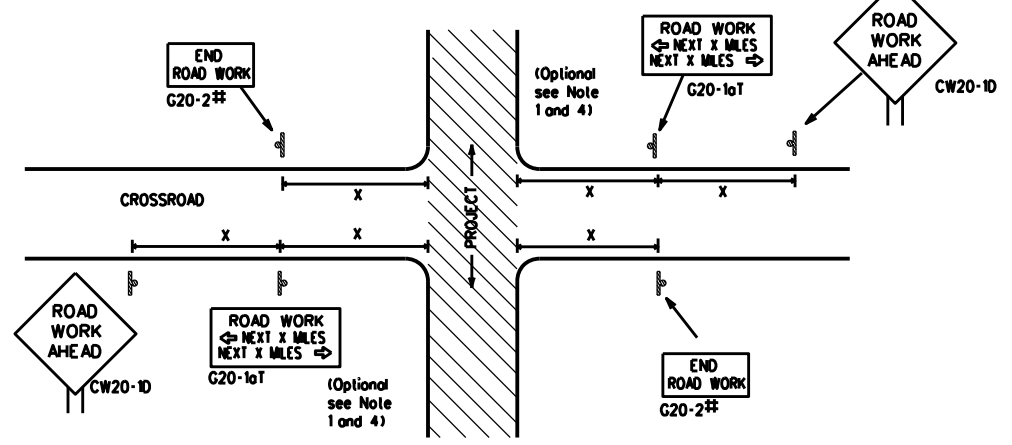 END
ROAD WORK
G20-2#
ROAD WORK
⇦ NEXT X MILES
NEXT X MILES ⇨
G20-1aT
(Optional
see Note
1 and 4)
ROAD
WORK
AHEAD
CW20-1D
CROSSROAD
X
X
X
PROJECT
X
X
X
ROAD
WORK
AHEAD
CW20-1D
ROAD WORK
⇦ NEXT X MILES
NEXT X MILES ⇨
G20-1aT
(Optional
see Note
1 and 4)
END
ROAD WORK
G20-2#